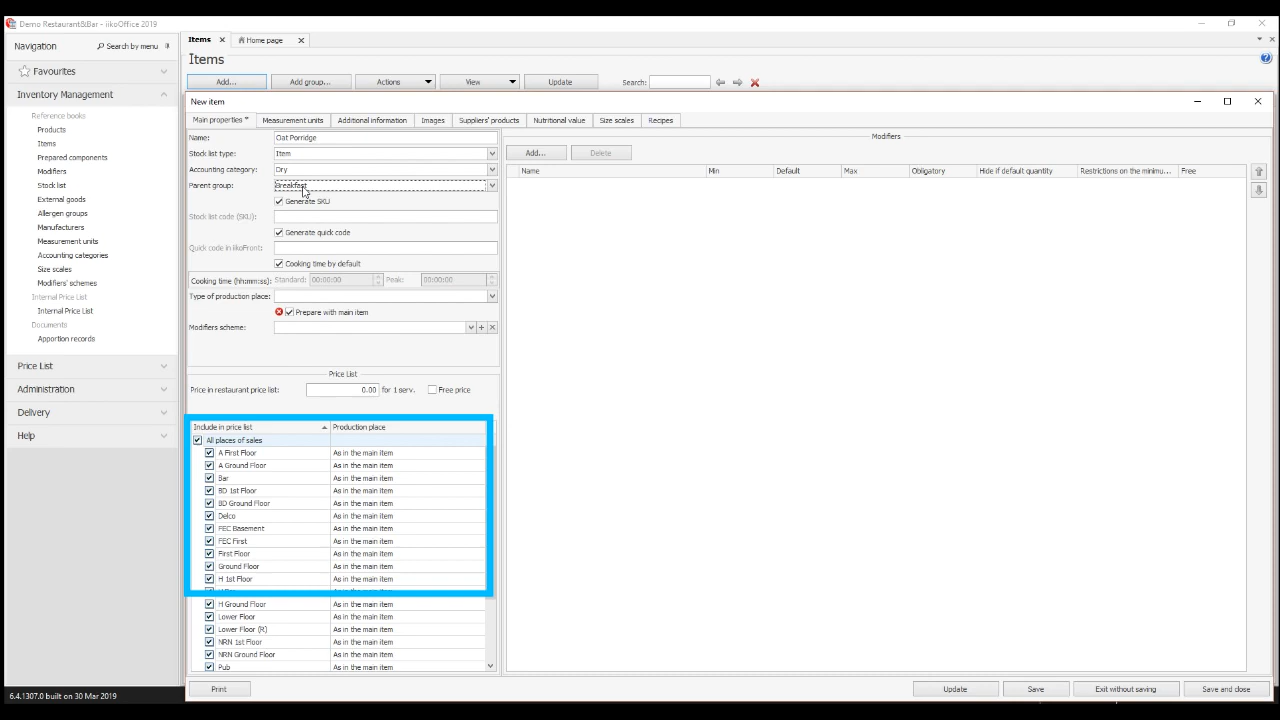 Demo Restaurant&Bar - iikoOffice 2019
Navigation
Search by menu
Favourites
Inventory Management
Reference books
Products
Items
Prepared components
Modifiers
Stock list
External goods
Allergen groups
Manufacturers
Measurement units
Accounting categories
Size scales
Modifiers' schemes
Internal Price List
Internal Price List
Documents
Apportion records
Price List
Administration
Delivery
Help
6.4.1307.0 built on 30 Mar 2019
Items
Home page
Items
Add...
Add group...
Actions
View
Update
Search:
New item
Main properties *
Measurement units
Additional information
Images
Suppliers' products
Nutritional value
Size scales
Recipes
Name: Oat Porridge
Stock list type: Item
Accounting category: Dry
Parent group: Breakfast
Generate SKU
Stock list code (SKU):
Generate quick code
Quick code in iikoFront:
Cooking time by default
Cooking time (hh:mm:ss): Standard: 00:00:00 Peak: 00:00:00
Type of production place:
Prepare with main item
Modifiers scheme:
Price List
Price in restaurant price list: 0.00 for 1 serv. Free price
Include in price list Production place
All places of sales
A First Floor As in the main item
A Ground Floor As in the main item
Bar As in the main item
BD 1st Floor As in the main item
BD Ground Floor As in the main item
Delco As in the main item
FEC Basement As in the main item
FEC First As in the main item
First Floor As in the main item
Ground Floor As in the main item
H 1st Floor As in the main item
H Ground Floor As in the main item
Lower Floor As in the main item
Lower Floor (R) As in the main item
NRN 1st Floor As in the main item
NRN Ground Floor As in the main item
Pub As in the main item
Modifiers
Add...
Delete
Name Min Default Max Obligatory Hide if default quantity Restrictions on the minimu... Free
Print
Update
Save
Exit without saving
Save and close